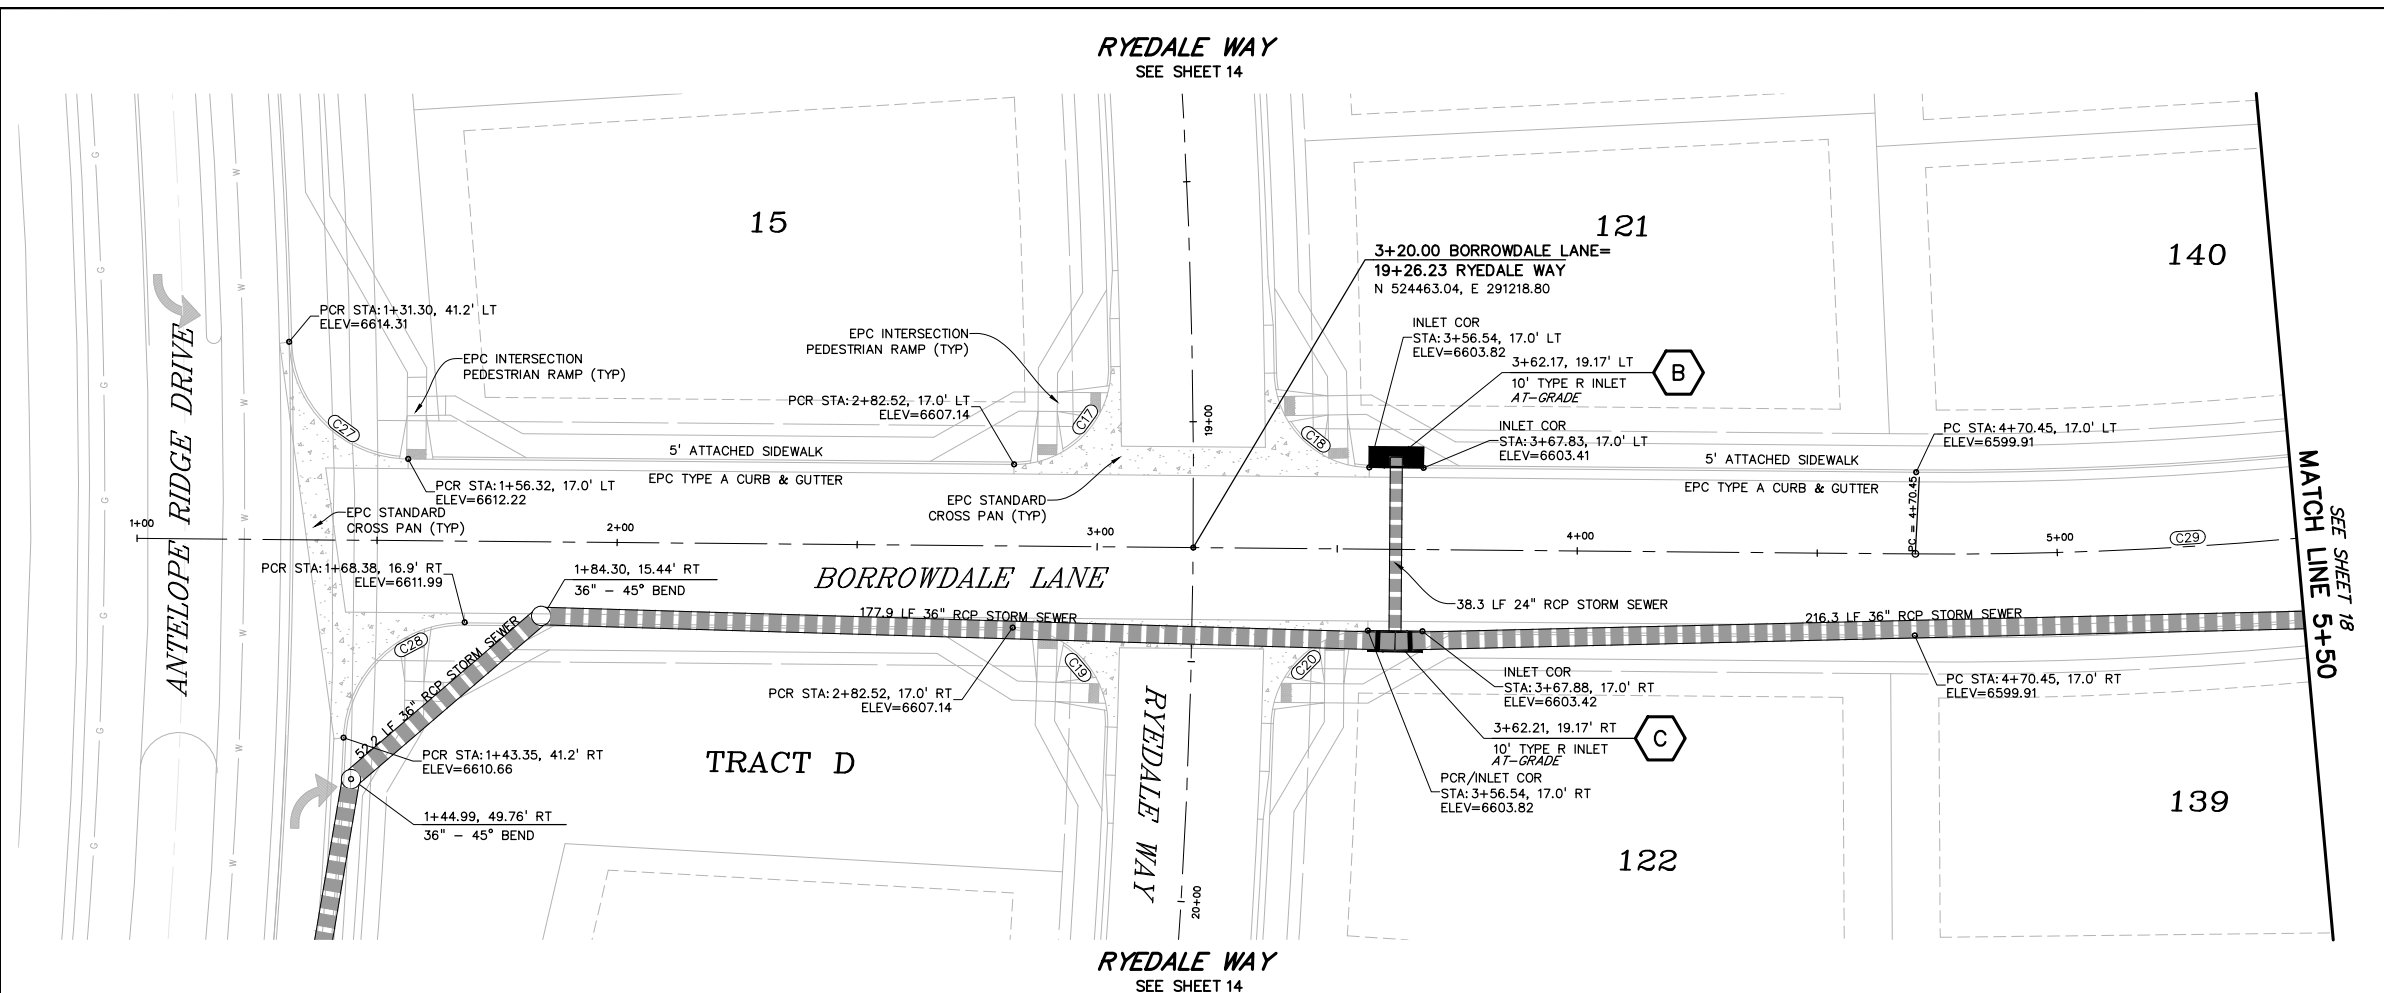 RYEDALE WAY
SEE SHEET 14
15
121
140
3+20.00 BORROWDALE LANE=
19+26.23 RYEDALE WAY
N 524463.04, E 291218.80
PCR STA: 1+31.30, 41.2' LT
ELEV=6614.31
EPC INTERSECTION
PEDESTRIAN RAMP (TYP)
EPC INTERSECTION
PEDESTRIAN RAMP (TYP)
INLET COR
STA: 3+56.54, 17.0' LT
ELEV=6603.82
3+62.17, 19.17' LT
10' TYPE R INLET
AT-GRADE
B
PCR STA: 2+82.52, 17.0' LT
ELEV=6607.14
C27
C17
C18
19+00
INLET COR
STA: 3+67.83, 17.0' LT
ELEV=6603.41
PC STA: 4+70.45, 17.0' LT
ELEV=6599.91
5' ATTACHED SIDEWALK
EPC TYPE A CURB & GUTTER
5' ATTACHED SIDEWALK
EPC TYPE A CURB & GUTTER
PCR STA: 1+56.32, 17.0' LT
ELEV=6612.22
EPC STANDARD
CROSS PAN (TYP)
EPC STANDARD
CROSS PAN (TYP)
ANTELOPE RIDGE DRIVE
1+00
2+00
3+00
4+00
5+00
PC = 4+70.45
C29
MATCH LINE 5+50
SEE SHEET 18
PCR STA: 1+68.38, 16.9' RT
ELEV=6611.99
1+84.30, 15.44' RT
36" – 45° BEND
BORROWDALE LANE
177.9 LF 36" RCP STORM SEWER
38.3 LF 24" RCP STORM SEWER
216.3 LF 36" RCP STORM SEWER
52.2 LF 36" RCP STORM SEWER
C28
C19
C20
PCR STA: 2+82.52, 17.0' RT
ELEV=6607.14
INLET COR
STA: 3+67.88, 17.0' RT
ELEV=6603.42
PC STA: 4+70.45, 17.0' RT
ELEV=6599.91
3+62.21, 19.17' RT
10' TYPE R INLET
AT-GRADE
C
PCR/INLET COR
STA: 3+56.54, 17.0' RT
ELEV=6603.82
PCR STA: 1+43.35, 41.2' RT
ELEV=6610.66
TRACT D
RYEDALE WAY
1+44.99, 49.76' RT
36" – 45° BEND
139
122
20+00
G
G
G
G
G
G
G
W
W
W
W
W
W
W
RYEDALE WAY
SEE SHEET 14